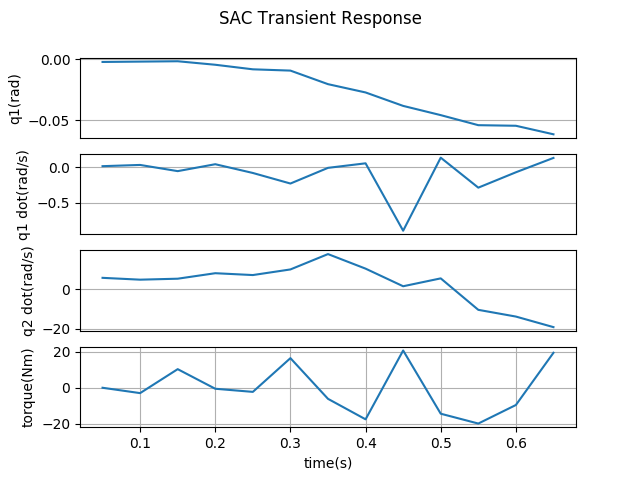 SAC Transient Response
q1(rad)
0.00
−0.05
q1 dot(rad/s)
0.0
−0.5
q2 dot(rad/s)
0
−20
torque(Nm)
20
0
−20
0.1 0.2 0.3 0.4 0.5 0.6
time(s)